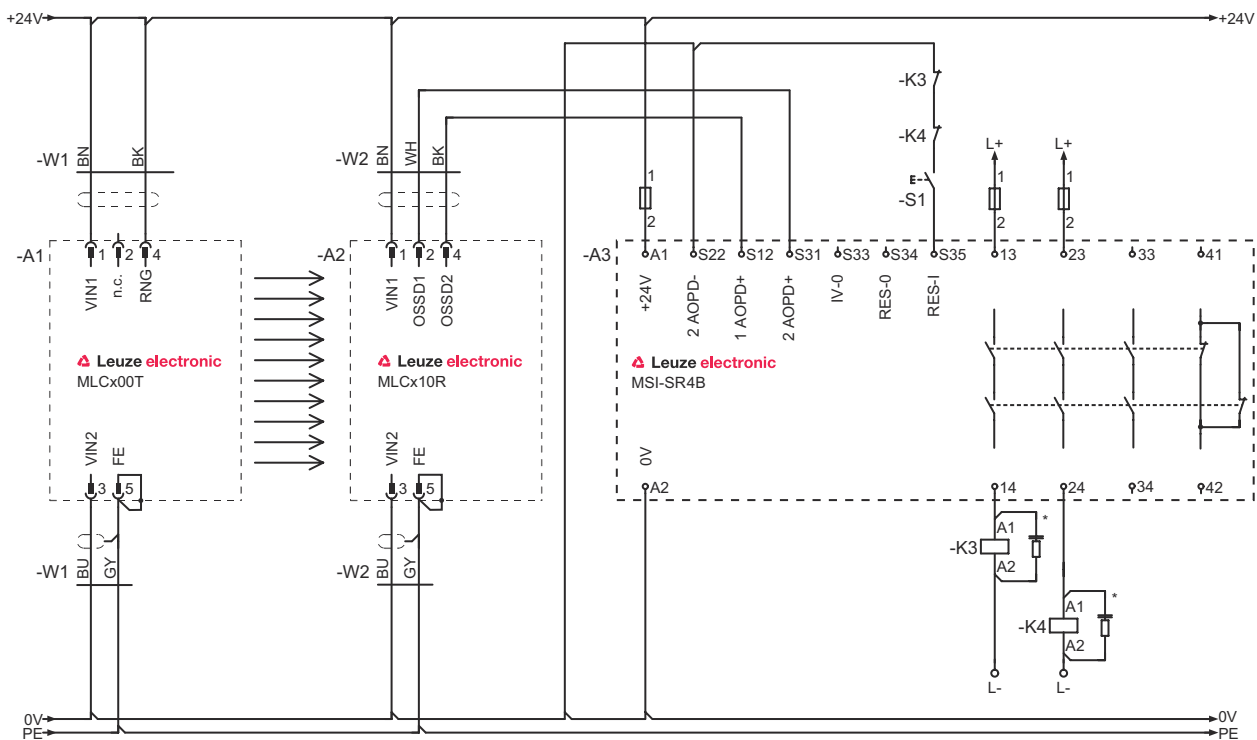 +24V +24V
-K3
-W1 BN BK -W2 BN WH BK -K4 L+ L+
1 1 1
E -S1
2 2 2
-A1 1 2 4 -A2 1 2 4 -A3 A1 S22 S12 S31 S33 S34 S35 13 23 33 41
VIN1 n.c. RNG VIN1 OSSD1 OSSD2 +24V 2 AOPD- 1 AOPD+ 2 AOPD+ IV-0 RES-0 RES-I
Leuze electronic Leuze electronic Leuze electronic
MLCx00T MLCx10R MSI-SR4B
VIN2 FE VIN2 FE 0V
3 5 3 5 A2 14 24 34 42
A1 *
-K3
A2
-W1 BU GY -W2 BU GY
A1 *
-K4
A2
L- L-
0V 0V
PE PE